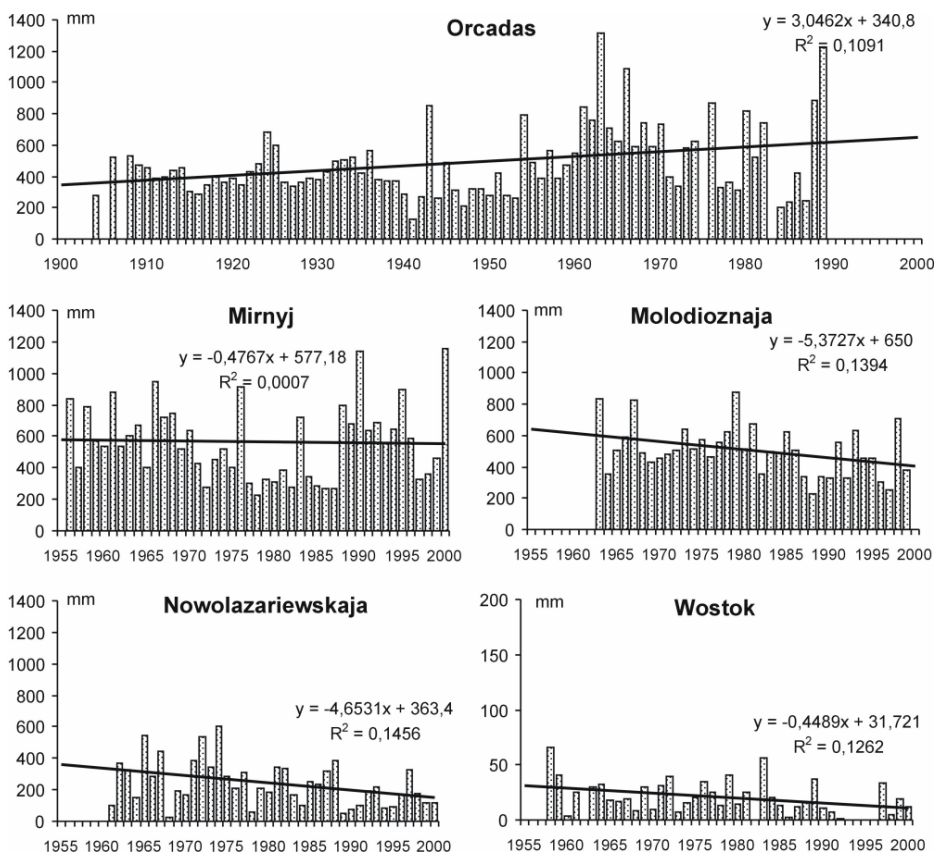 mm
Orcadas
y = 3,0462x + 340,8
R² = 0,1091
1400
1200
1000
800
600
400
200
0
1900 1910 1920 1930 1940 1950 1960 1970 1980 1990 2000
mm
Mirnyj
y = -0,4767x + 577,18
R² = 0,0007
1400
1200
1000
800
600
400
200
0
1955 1960 1965 1970 1975 1980 1985 1990 1995 2000
mm
Molodioznaja
y = -5,3727x + 650
R² = 0,1394
1400
1200
1000
800
600
400
200
0
1955 1960 1965 1970 1975 1980 1985 1990 1995 2000
mm
Nowolazariewskaja
y = -4,6531x + 363,4
R² = 0,1456
1400
1200
1000
800
600
400
200
0
1955 1960 1965 1970 1975 1980 1985 1990 1995 2000
mm
Wostok
y = -0,4489x + 31,721
R² = 0,1262
200
150
100
50
0
1955 1960 1965 1970 1975 1980 1985 1990 1995 2000